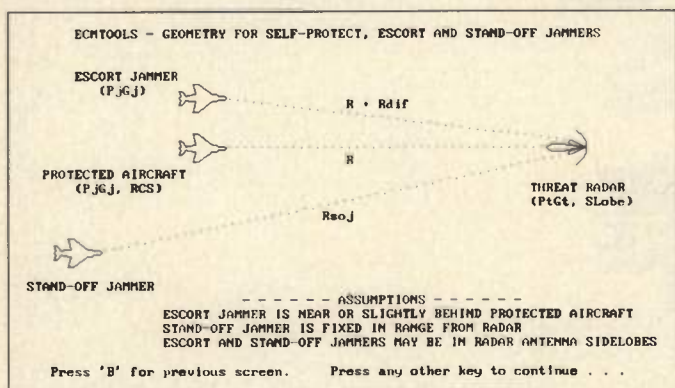 ECMTOOLS - GEOMETRY FOR SELF-PROTECT, ESCORT AND STAND-OFF JAMMERS
ESCORT JAMMER
(PjGj)
R + Rdif
R
PROTECTED AIRCRAFT
(PjGj, RCS)
THREAT RADAR
(PtGt, SLobe)
Rsoj
STAND-OFF JAMMER
- - - - - - ASSUMPTIONS - - - - - -
ESCORT JAMMER IS NEAR OR SLIGHTLY BEHIND PROTECTED AIRCRAFT
STAND-OFF JAMMER IS FIXED IN RANGE FROM RADAR
ESCORT AND STAND-OFF JAMMERS MAY BE IN RADAR ANTENNA SIDELOBES
Press 'B' for previous screen. Press any other key to continue . . .